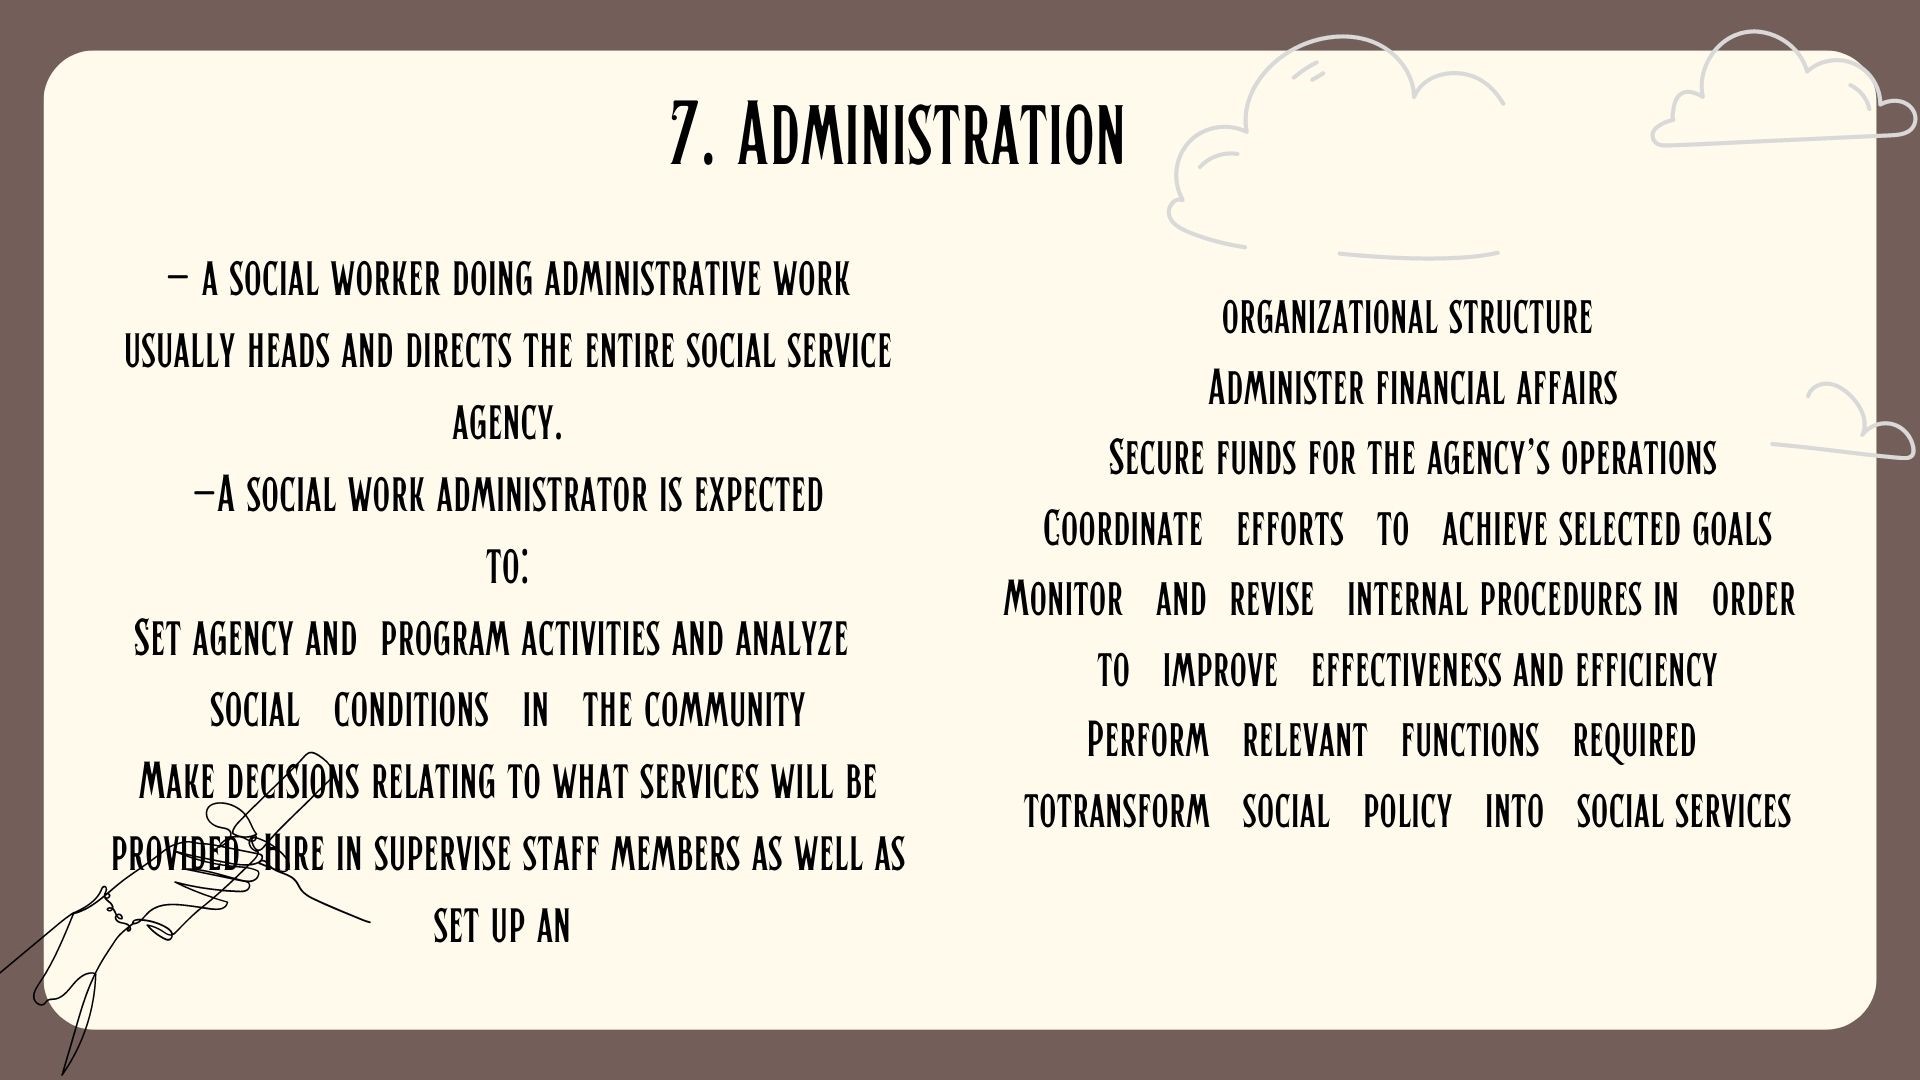 7. Administration
– a social worker doing administrative work
usually heads and directs the entire social service
agency.
–A social work administrator is expected
to:
Set agency and program activities and analyze
social conditions in the community
Make decisions relating to what services will be
provided Hire in supervise staff members as well as
set up an
organizational structure
Administer financial affairs
Secure funds for the agency's operations
Coordinate efforts to achieve selected goals
Monitor and revise internal procedures in order
to improve effectiveness and efficiency
Perform relevant functions required
totransform social policy into social services